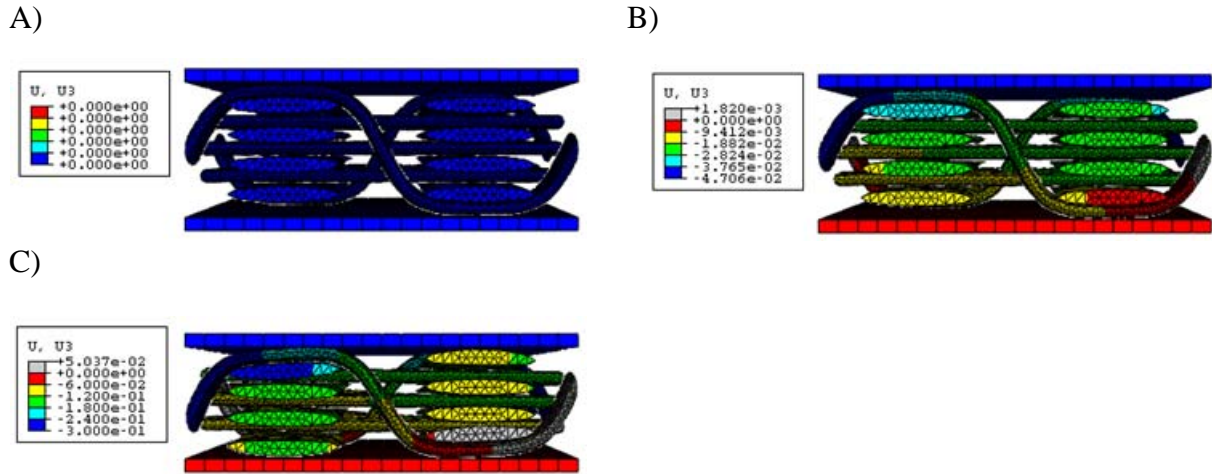 A)
B)
U, U3
+0.000e+00
+0.000e+00
+0.000e+00
+0.000e+00
+0.000e+00
+0.000e+00
U, U3
+1.820e-03
+0.000e+00
-9.412e-03
-1.882e-02
-2.824e-02
-3.765e-02
-4.706e-02
C)
U, U3
+5.037e-02
+0.000e+00
-6.000e-02
-1.200e-01
-1.800e-01
-2.400e-01
-3.000e-01